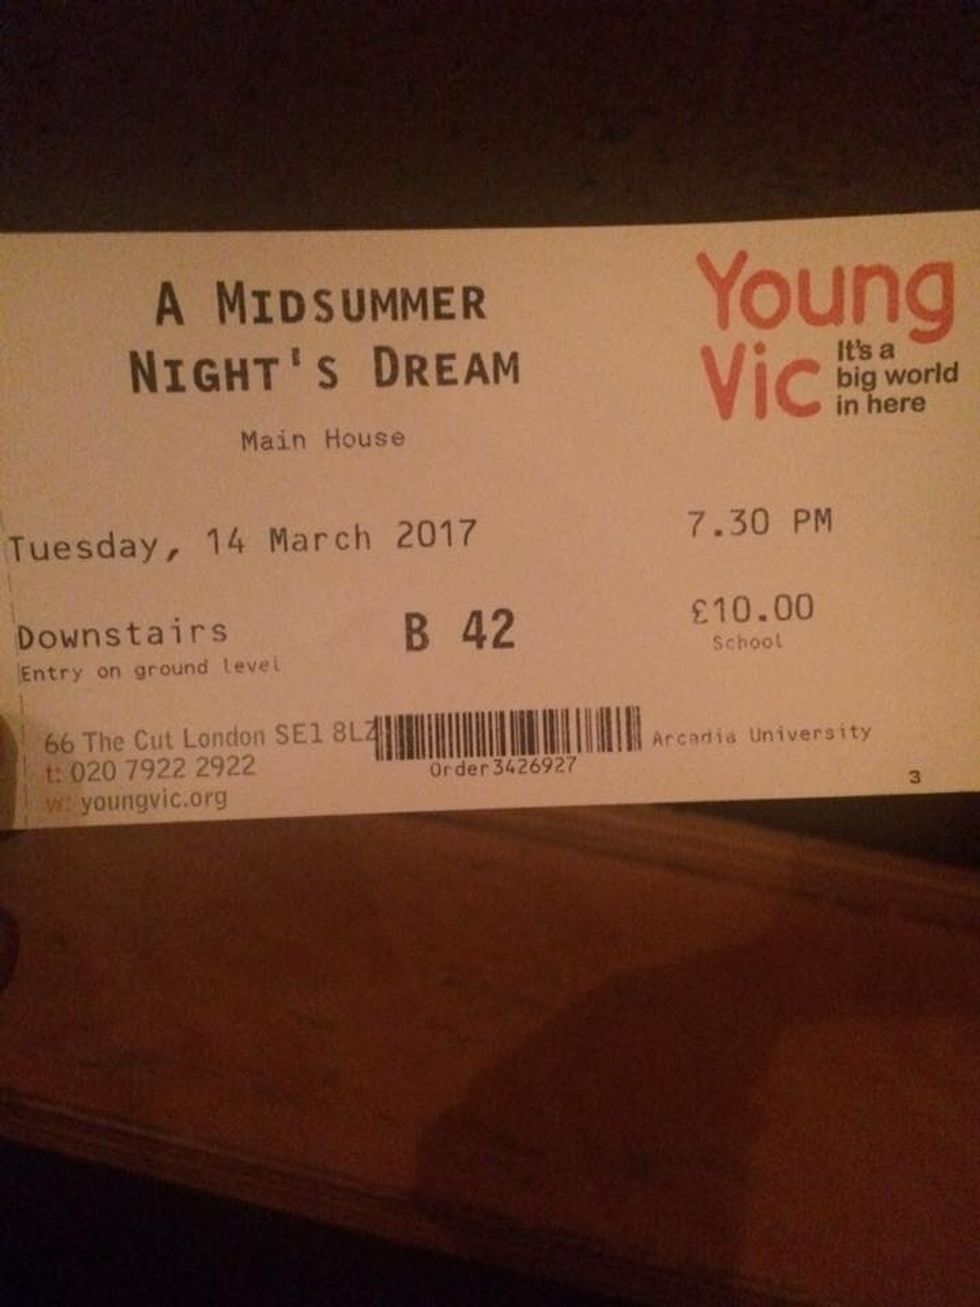 A MIDSUMMER
NIGHT'S DREAM
Main House
Young
Vic
It's a
big world
in here
Tuesday, 14 March 2017
7.30 PM
Downstairs
Entry on ground level
B 42
£10.00
School
66 The Cut London SE1 8LZ
t: 020 7922 2922
w: youngvic.org
Order3426927
Arcadia University
3